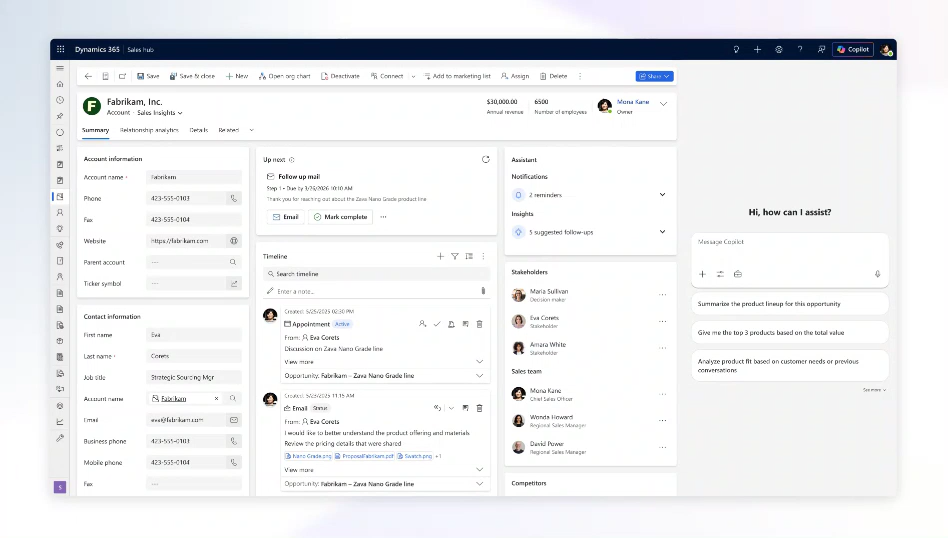 Dynamics 365 Sales hub
Copilot
Save Save & close New Open org chart Deactivate Connect Add to marketing list Assign Delete Share
F
Fabrikam, Inc.
Account · Sales Insights
$30,000.00
Annual revenue
6500
Number of employees
Mona Kane
Owner
Summary Relationship analytics Details Related
Account information
Account name * Fabrikam
Phone 423-555-0103
Fax 423-555-0104
Website https://fabrikam.com
Parent account ---
Ticker symbol ---
Contact information
First name Eva
Last name * Corets
Job title Strategic Sourcing Mgr
Account name Fabrikam
Email eva@fabrikam.com
Business phone 423-555-0103
Mobile phone 423-555-0104
Fax ---
S
Up next
Follow up mail
Step 1 • Due by 3/26/2026 10:10 AM
Thank you for reaching out about the Zava Nano Grade product line
Email Mark complete
Timeline
Search timeline
Enter a note...
Created: 3/25/2025 02:30 PM
Appointment Active
From: Eva Corets
Discussion on Zava Nano Grade line
View more
Opportunity: Fabrikam – Zava Nano Grade line
Created: 3/23/2025 11:15 AM
Email Status
From: Eva Corets
I would like to better understand the product offering and materials
Review the pricing details that were shared
Nano Grade.png ProposalFabrikam.pdf Swatch.png +1
View more
Opportunity: Fabrikam – Zava Nano Grade line
Assistant
Notifications
2 reminders
Insights
5 suggested follow-ups
Stakeholders
Maria Sullivan
Decision maker
Eva Corets
Stakeholder
Amara White
Stakeholder
Sales team
Mona Kane
Chief Sales Officer
Wonda Howard
Regional Sales Manager
David Power
Regional Sales Manager
Competitors
Hi, how can I assist?
Message Copilot
Summarize the product lineup for this opportunity
Give me the top 3 products based on the total value
Analyze product fit based on customer needs or previous
conversations
See more